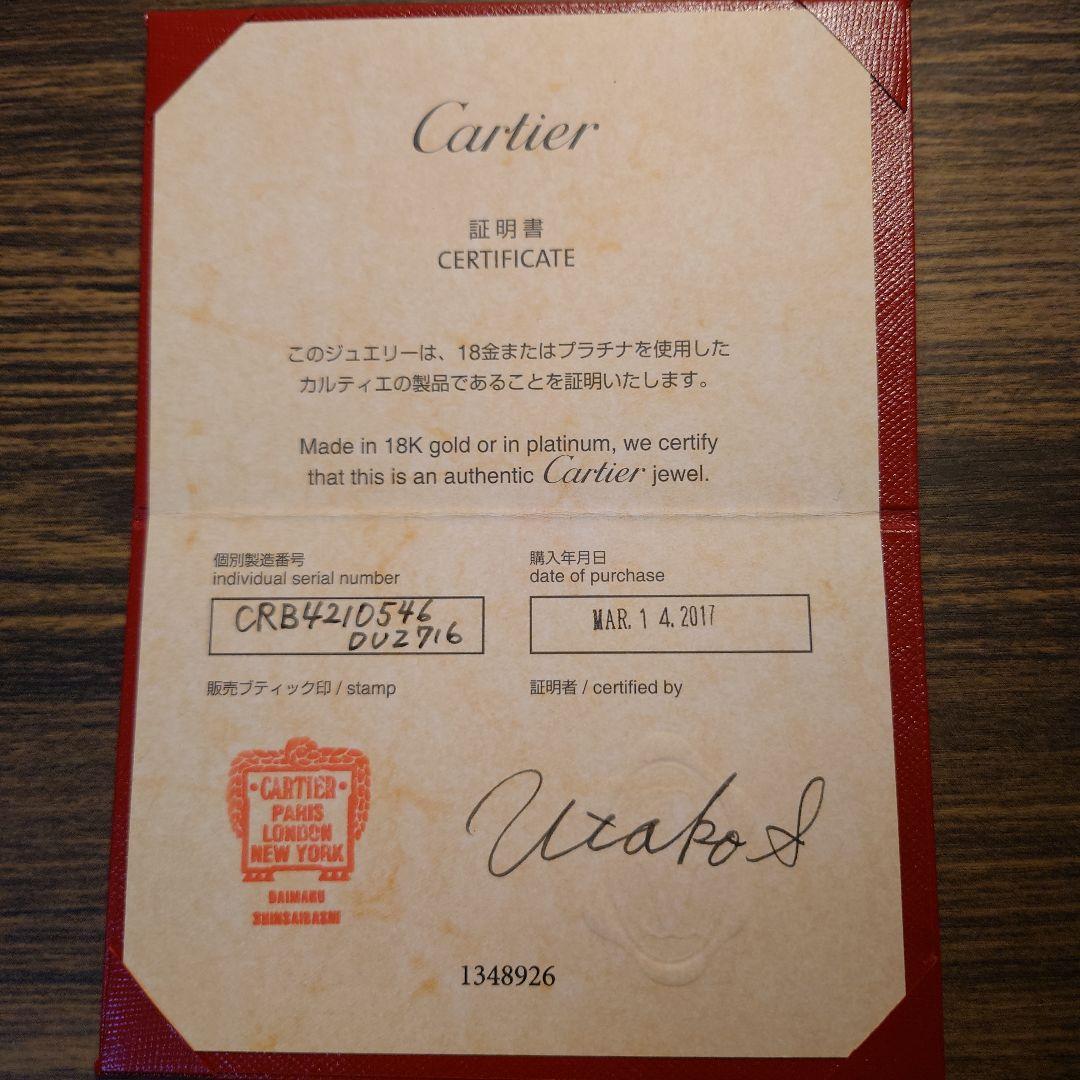 Cartier
証明書
CERTIFICATE
このジュエリーは、18金またはプラチナを使用した
カルティエの製品であることを証明いたします。
Made in 18K gold or in platinum, we certify
that this is an authentic Cartier jewel.
個別製造番号
individual serial number
CRB4210546
DUZ716
購入年月日
date of purchase
MAR. 1 4. 2017
販売ブティック印 / stamp
証明者 / certified by
·CARTIER·
PARIS
LONDON
NEW YORK
DAIMARU
SHINSAIBASHI
Utako S
1348926